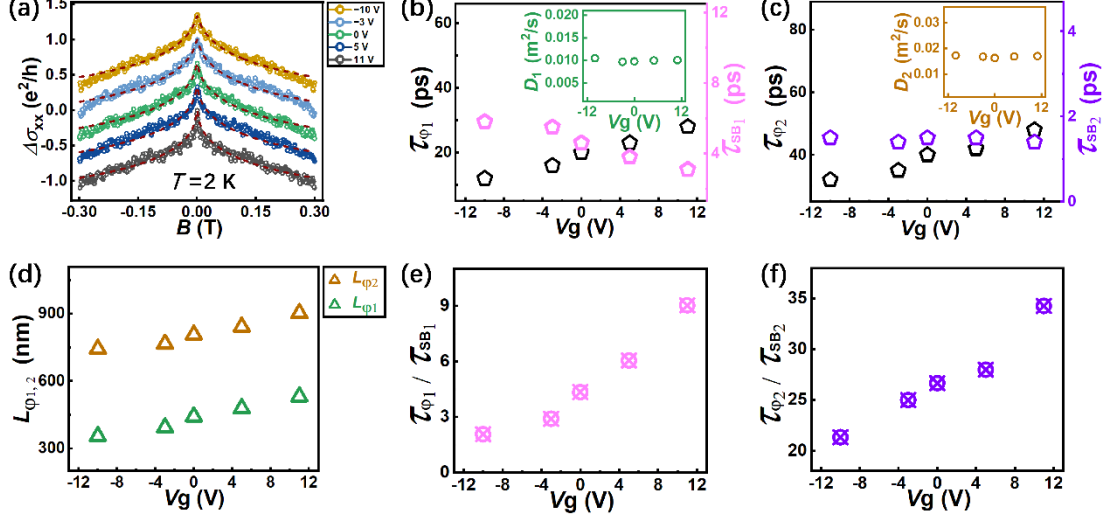 (a)
Δσxx (e²/h)
1.5
1.0
0.5
0.0
-0.5
-1.0
-0.30 -0.15 0.00 0.15 0.30
B (T)
T = 2 K
−10 V
−3 V
0 V
5 V
11 V
(b)
τφ1 (ps)
60
40
20
-12 -8 -4 0 4 8 12
Vg (V)
D1 (m²/s)
0.020
0.015
0.010
0.005
-12 0 12
Vg (V)
τSB1 (ps)
12
8
4
(c)
τφ2 (ps)
80
60
40
-12 -8 -4 0 4 8 12
Vg (V)
D2 (m²/s)
0.03
0.02
0.01
-12 0 12
Vg (V)
τSB2 (ps)
4
2
0
(d)
Lφ1, 2 (nm)
900
600
300
-12 -8 -4 0 4 8 12
Vg (V)
Lφ2
Lφ1
(e)
τφ1 / τSB1
9
6
3
0
-12 -8 -4 0 4 8 12
Vg (V)
(f)
τφ2 / τSB2
35
30
25
20
-12 -8 -4 0 4 8 12
Vg (V)